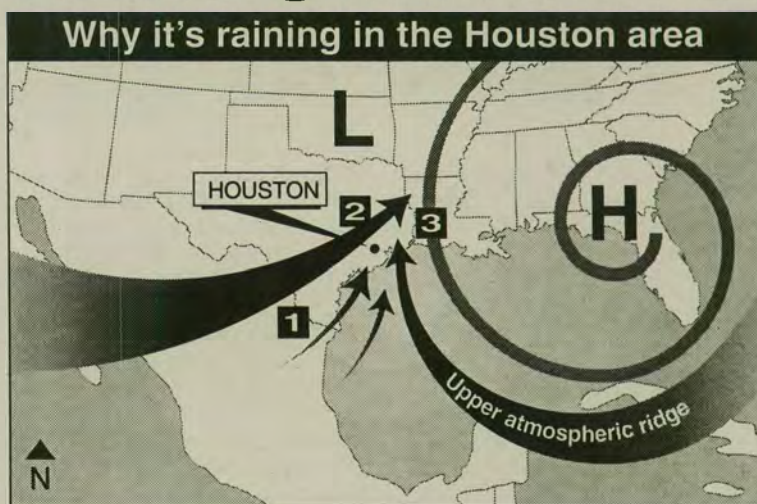 Why it's raining in the Houston area
L
HOUSTON
2
3
H
1
Upper atmospheric ridge
N